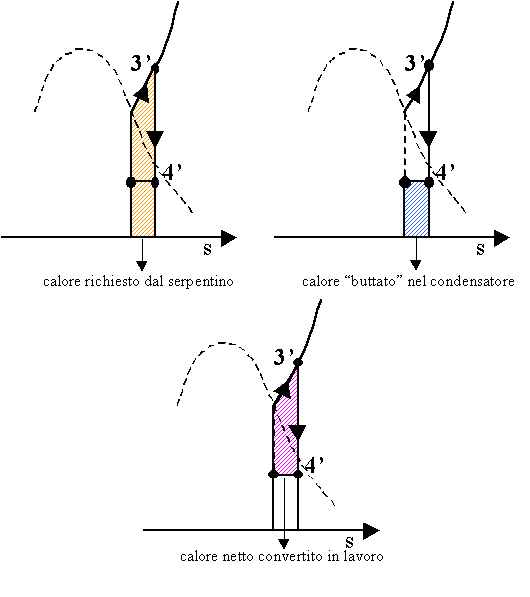 3'
4'
s
calore richiesto dal serpentino
3'
4'
s
calore “buttato” nel condensatore
3'
4'
s
calore netto convertito in lavoro